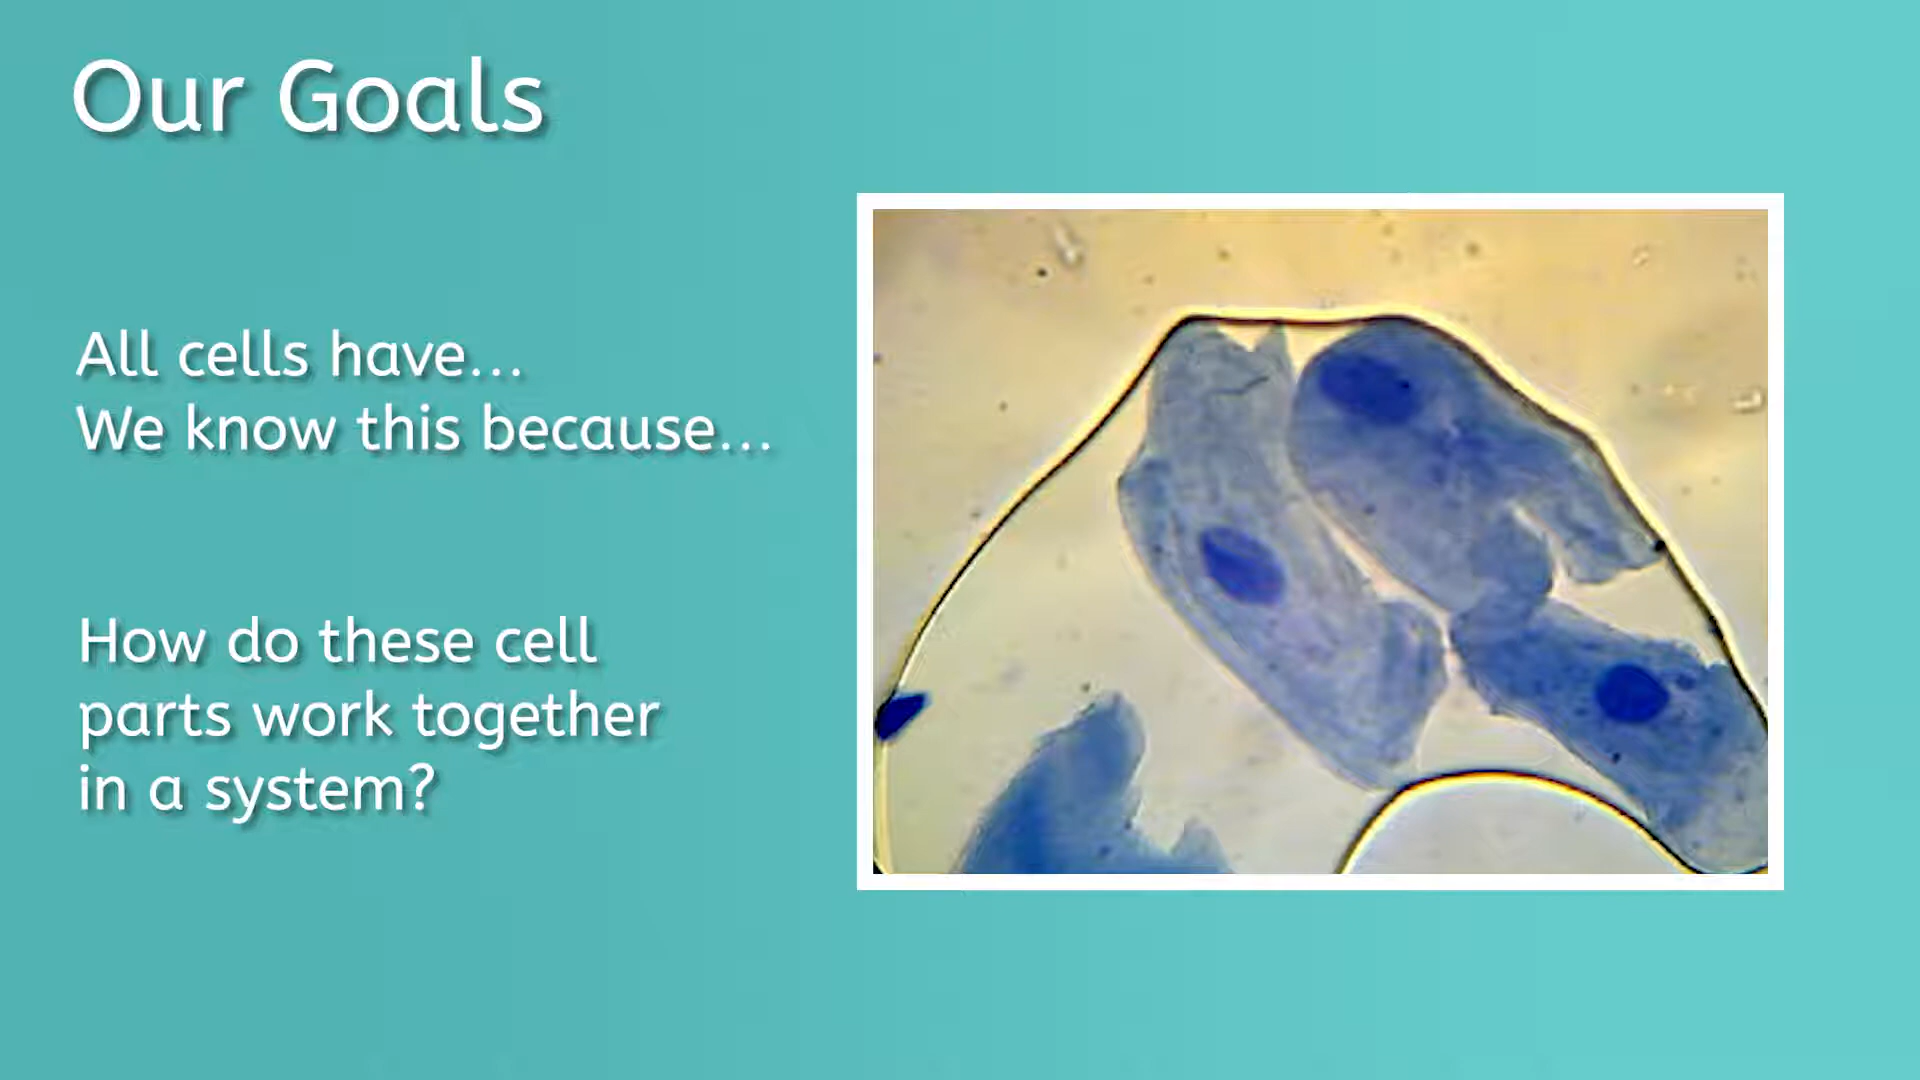 Our Goals
All cells have...
We know this because...
How do these cell
parts work together
in a system?